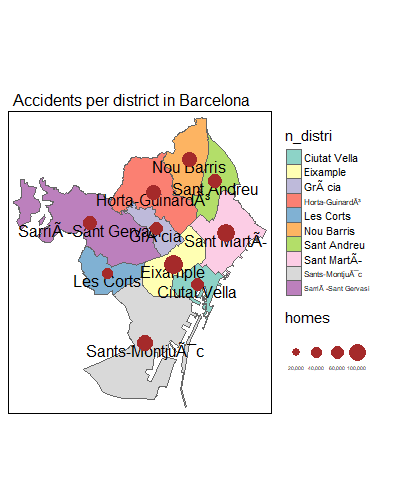 Accidents per district in Barcelona
Nou Barris
Sant Andreu
Horta-GuinardÃ³
SarriÃ -Sant Gervasi
GrÃ cia
Sant MartÃ-
Eixample
Les Corts
Ciutat Vella
Sants-MontjuÃ¯c
n_distri
Ciutat Vella
Eixample
GrÃ cia
Horta-GuinardÃ³
Les Corts
Nou Barris
Sant Andreu
Sant MartÃ-
Sants-MontjuÃ¯c
SarriÃ -Sant Gervasi
homes
20,000 40,000 60,000 100,000